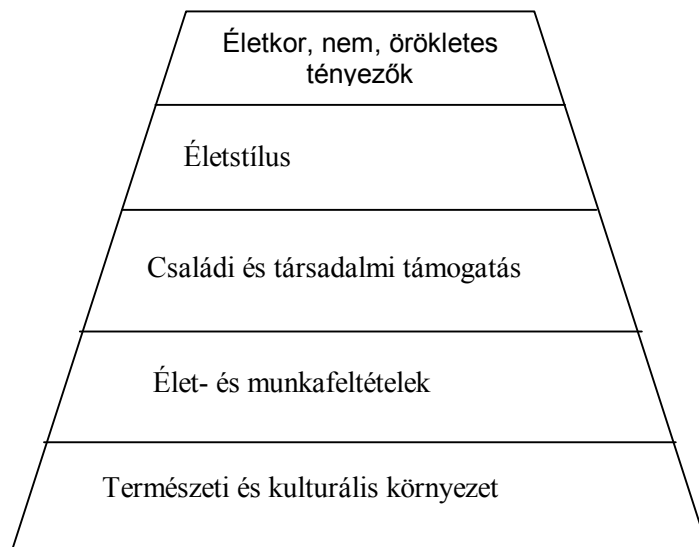 Életkor, nem, örökletes
tényezők
Életstílus
Családi és társadalmi támogatás
Élet- és munkafeltételek
Természeti és kulturális környezet